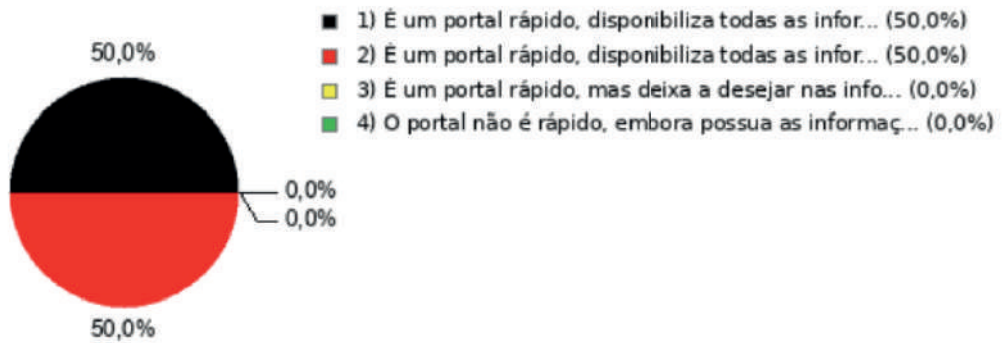 50,0%
1) É um portal rápido, disponibiliza todas as infor... (50,0%)
2) É um portal rápido, disponibiliza todas as infor... (50,0%)
3) É um portal rápido, mas deixa a desejar nas info... (0,0%)
4) O portal não é rápido, embora possua as informaç... (0,0%)
0,0%
0,0%
50,0%